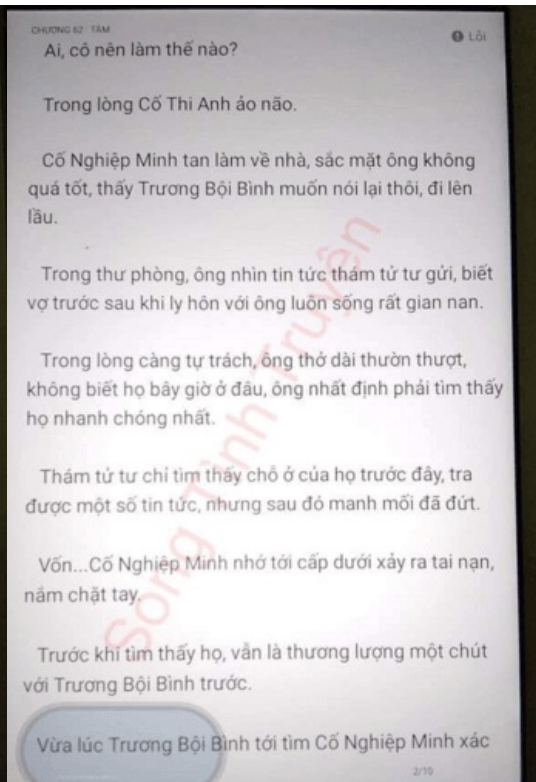 CHƯƠNG 62: TÁM
Lỗi
Ai, cô nên làm thế nào?
Trong lòng Cố Thi Anh ảo não.
Cố Nghiệp Minh tan làm về nhà, sắc mặt ông không
quá tốt, thấy Trương Bội Bình muốn nói lại thôi, đi lên
lầu.
Trong thư phòng, ông nhìn tin tức thám tử tư gửi, biết
vợ trước sau khi ly hôn với ông luôn sống rất gian nan.
Trong lòng càng tự trách, ông thở dài thườn thượt,
không biết họ bây giờ ở đâu, ông nhất định phải tìm thấy
họ nhanh chóng nhất.
Thám tử tư chỉ tìm thấy chỗ ở của họ trước đây, tra
được một số tin tức, nhưng sau đó manh mối đã đứt.
Vốn...Cố Nghiệp Minh nhớ tới cấp dưới xảy ra tai nạn,
nắm chặt tay.
Trước khi tìm thấy họ, vẫn là thương lượng một chút
với Trương Bội Bình trước.
Vừa lúc Trương Bội Bình tới tìm Cố Nghiệp Minh xác
2/10
Song Tình Truyện